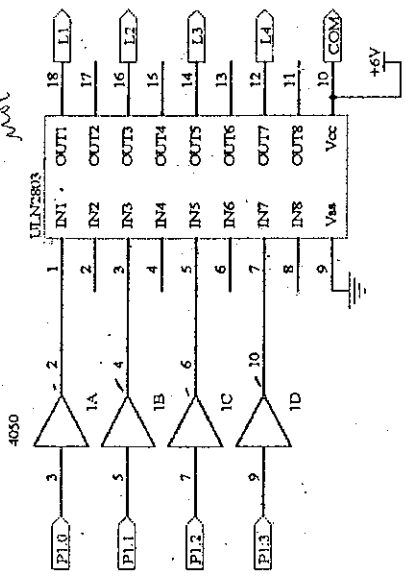 4050
ULN2803
P1.0 3 2 1A 1 IN1 OUT1 18 L1
2 IN2 OUT2 17
P1.1 5 4 1B 3 IN3 OUT3 16 L2
4 IN4 OUT4 15
P1.2 7 6 1C 5 IN5 OUT5 14 L3
6 IN6 OUT6 13
P1.3 9 10 1D 7 IN7 OUT7 12 L4
8 IN8 OUT8 11
9 Vss Vcc 10 COM
+6V